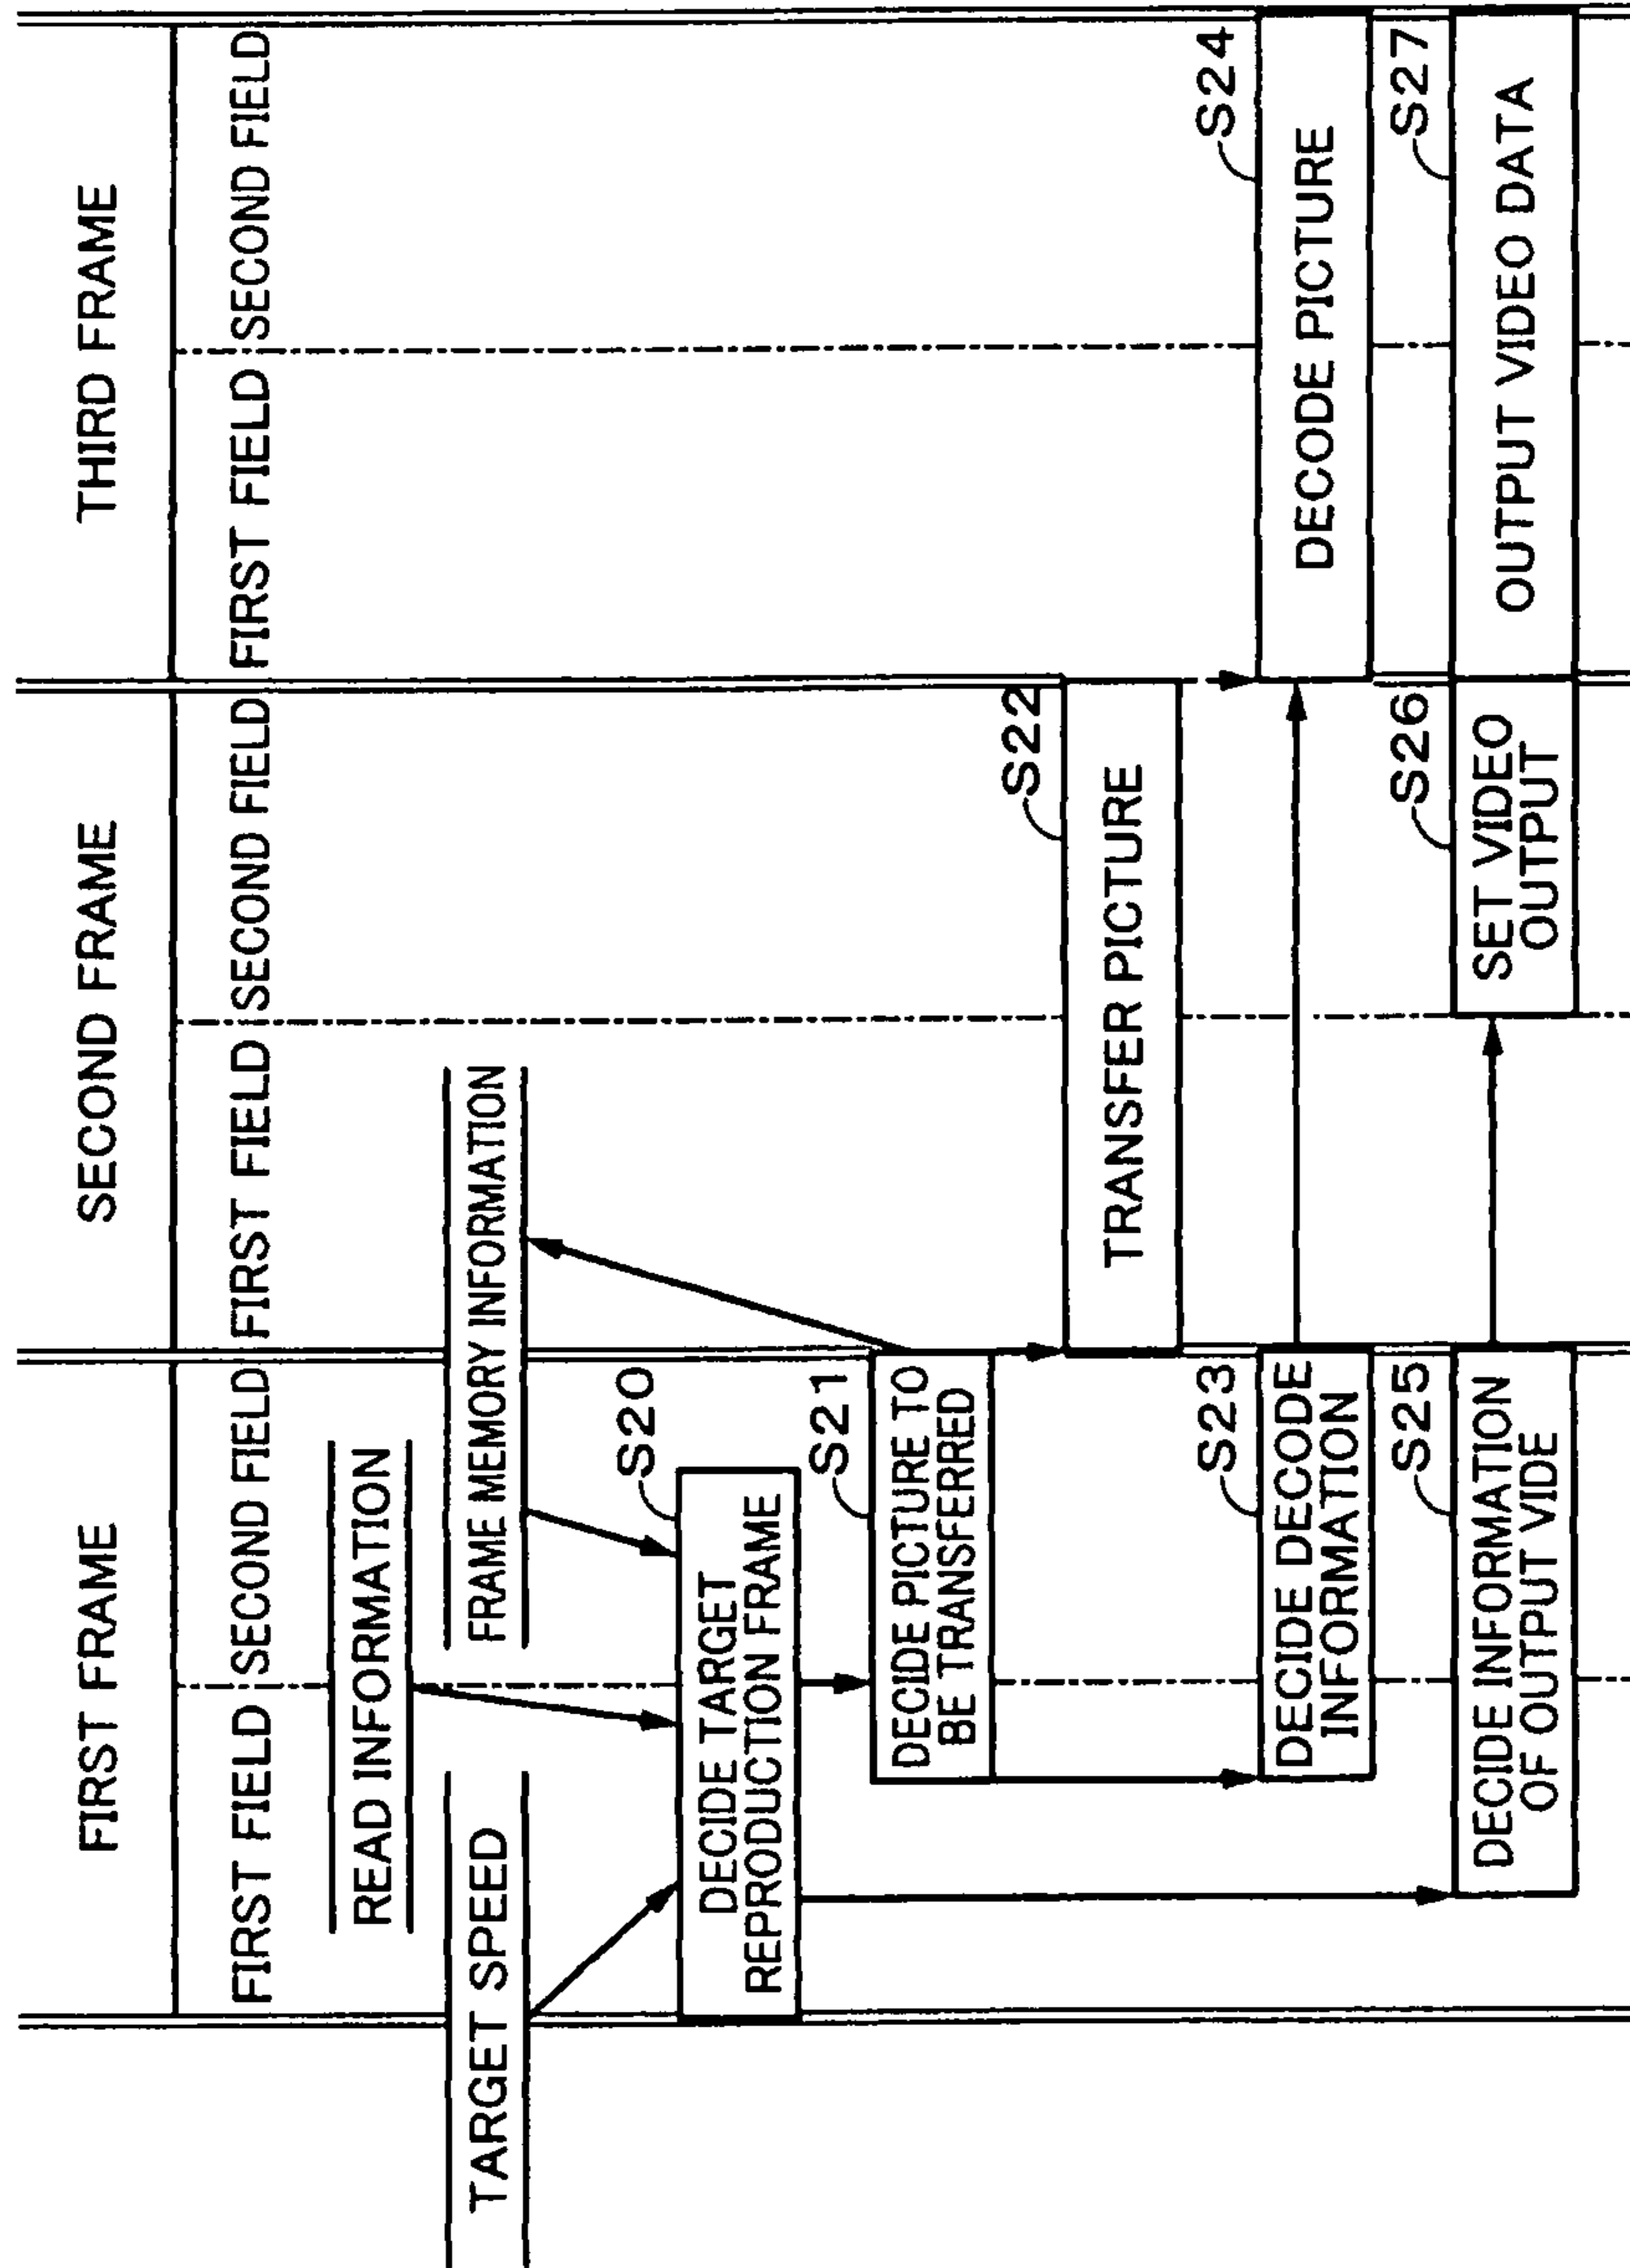 FIRST FRAME
SECOND FRAME
THIRD FRAME
FIRST FIELD
SECOND FIELD
FIRST FIELD
SECOND FIELD
FIRST FIELD
SECOND FIELD
READ INFORMATION
TARGET SPEED
FRAME MEMORY INFORMATION
S20
DECIDE TARGET
REPRODUCTION FRAME
S21
DECIDE PICTURE TO
BE TRANSFERRED
S22
TRANSFER PICTURE
S23
DECIDE DECODE
INFORMATION
S24
DECODE PICTURE
S25
DECIDE INFORMATION
OF OUTPUT VIDE
S26
SET VIDEO
OUTPUT
S27
OUTPUT VIDEO DATA